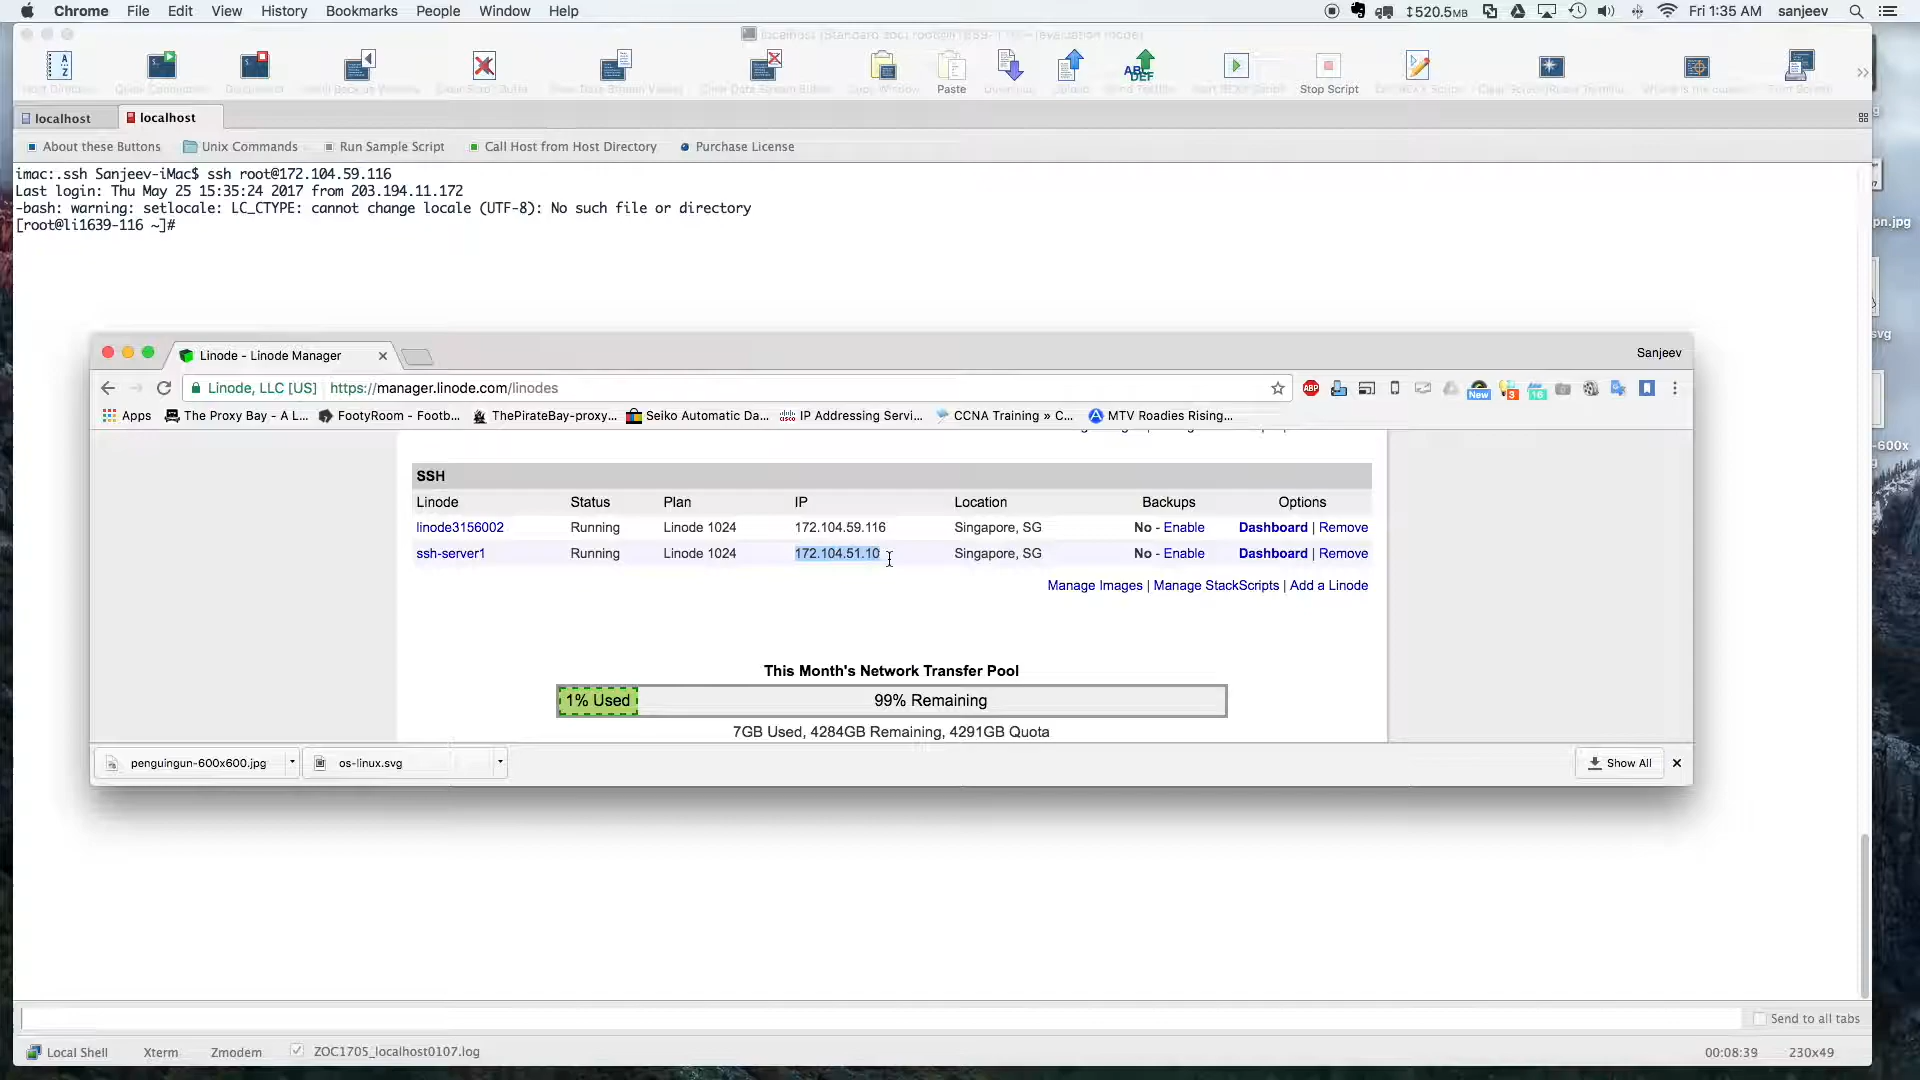 Chrome File Edit View History Bookmarks People Window Help
↕520.5MB Fri 1:35 AM sanjeev
Paste
Stop Script
localhost
localhost
About these Buttons Unix Commands Run Sample Script Call Host from Host Directory Purchase License
imac:.ssh Sanjeev-iMac$ ssh root@172.104.59.116
Last login: Thu May 25 15:35:24 2017 from 203.194.11.172
-bash: warning: setlocale: LC_CTYPE: cannot change locale (UTF-8): No such file or directory
[root@li1639-116 ~]#
pn.jpg
svg
-600x
Linode - Linode Manager
Sanjeev
Linode, LLC [US] https://manager.linode.com/linodes
New 3 16
Apps The Proxy Bay - A L... FootyRoom - Footb... ThePirateBay-proxy... Seiko Automatic Da... IP Addressing Servi... CCNA Training » C... MTV Roadies Rising...
SSH
Linode Status Plan IP Location Backups Options
linode3156002 Running Linode 1024 172.104.59.116 Singapore, SG No - Enable Dashboard | Remove
ssh-server1 Running Linode 1024 172.104.51.10 Singapore, SG No - Enable Dashboard | Remove
Manage Images | Manage StackScripts | Add a Linode
This Month's Network Transfer Pool
1% Used 99% Remaining
7GB Used, 4284GB Remaining, 4291GB Quota
penguingun-600x600.jpg os-linux.svg Show All
Send to all tabs
Local Shell Xterm Zmodem ZOC1705_localhost0107.log 00:08:39 230x49